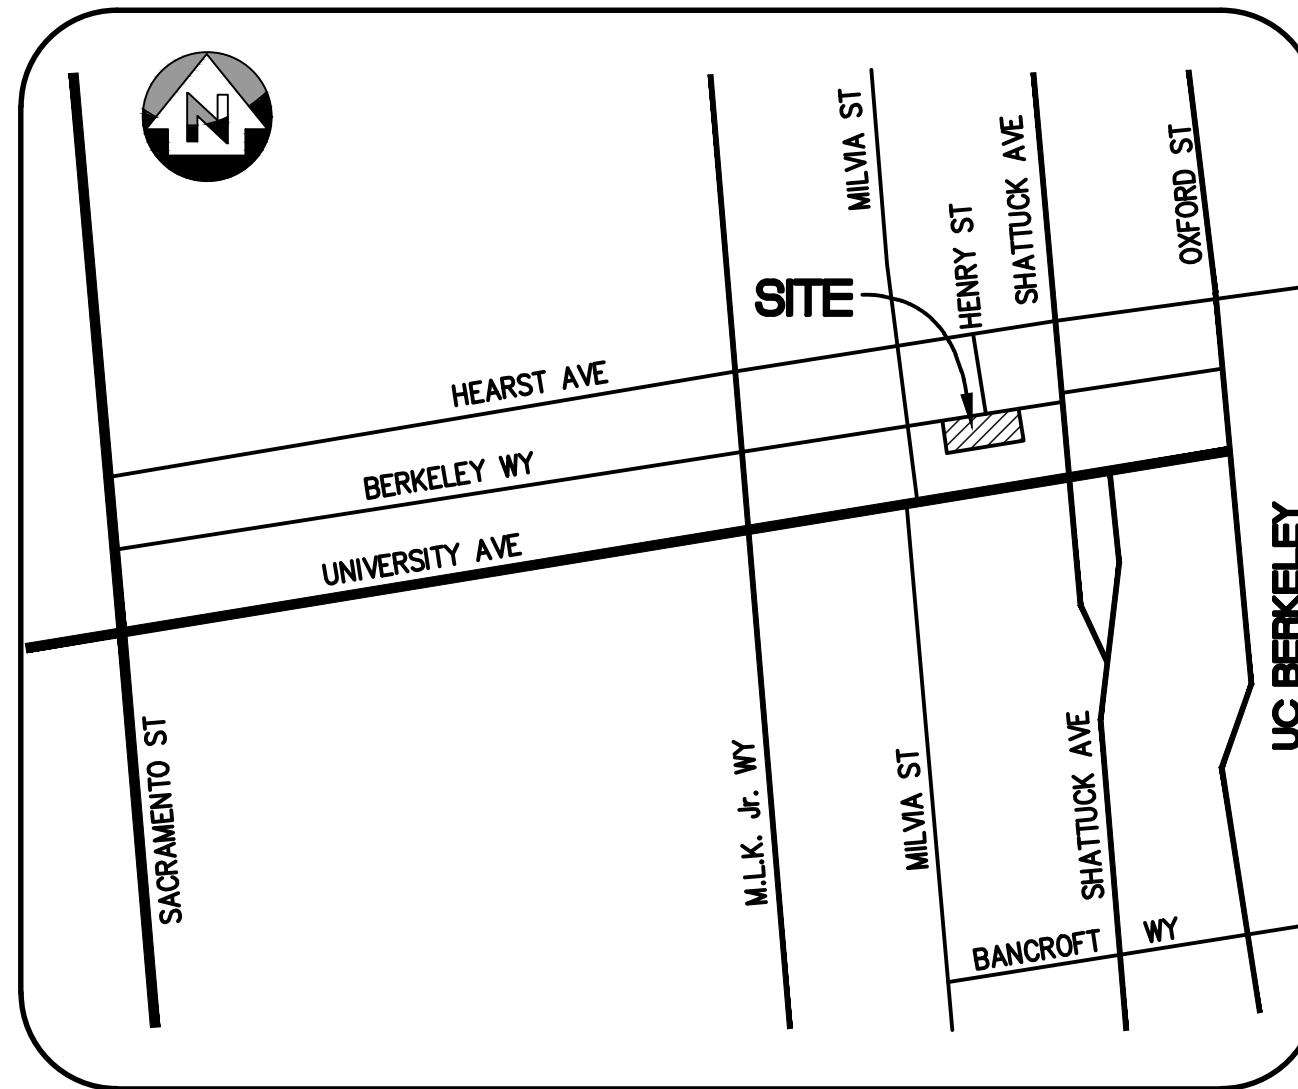 N
MILVIA ST
SHATTUCK AVE
OXFORD ST
HENRY ST
SITE
HEARST AVE
BERKELEY WY
UNIVERSITY AVE
UC BERKELEY
SACRAMENTO ST
M.L.K. Jr. WY
MILVIA ST
SHATTUCK AVE
BANCROFT WY